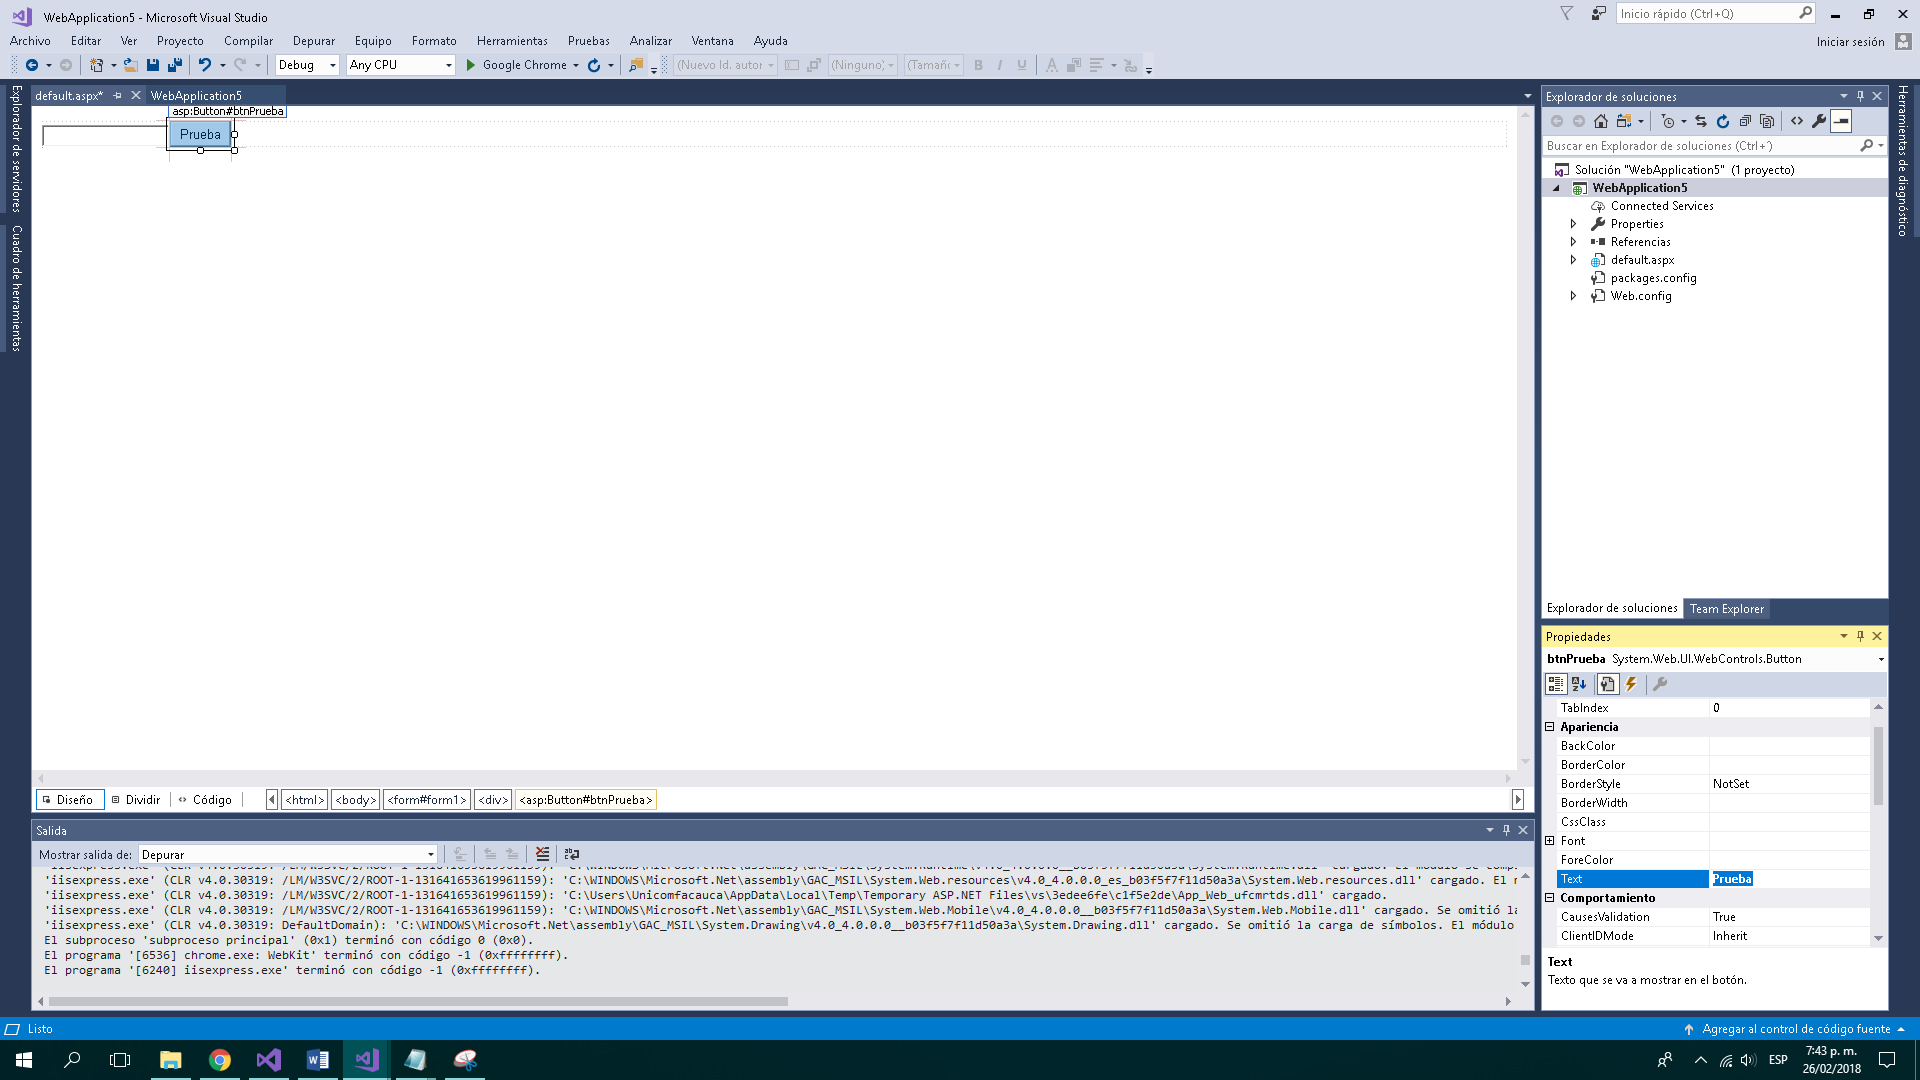 WebApplication5 - Microsoft Visual Studio
Inicio rápido (Ctrl+Q)
Archivo Editar Ver Proyecto Compilar Depurar Equipo Formato Herramientas Pruebas Analizar Ventana Ayuda
Iniciar sesión
Debug Any CPU Google Chrome (Nuevo Id. autor (Ninguno) (Tamañ B I U A
Explorador de servidores
Cuadro de herramientas
default.aspx* WebApplication5
asp:Button#btnPrueba
Prueba
Diseño Dividir Código <html> <body> <form#form1> <div> <asp:Button#btnPrueba>
Salida
Mostrar salida de: Depurar
'iisexpress.exe' (CLR v4.0.30319: /LM/W3SVC/2/ROOT-1-131641653619961159): 'C:\WINDOWS\Microsoft.Net\assembly\GAC_MSIL\System.Web.resources\v4.0_4.0.0.0_es_b03f5f7f11d50a3a\System.Web.resources.dll' cargado. El
'iisexpress.exe' (CLR v4.0.30319: /LM/W3SVC/2/ROOT-1-131641653619961159): 'C:\Users\Unicomfacauca\AppData\Local\Temp\Temporary ASP.NET Files\vs\3edee6fe\c1f5e2de\App_Web_ufcmrtds.dll' cargado.
'iisexpress.exe' (CLR v4.0.30319: /LM/W3SVC/2/ROOT-1-131641653619961159): 'C:\WINDOWS\Microsoft.Net\assembly\GAC_MSIL\System.Web.Mobile\v4.0_4.0.0.0__b03f5f7f11d50a3a\System.Web.Mobile.dll' cargado. Se omitió la
'iisexpress.exe' (CLR v4.0.30319: DefaultDomain): 'C:\WINDOWS\Microsoft.Net\assembly\GAC_MSIL\System.Drawing\v4.0_4.0.0.0__b03f5f7f11d50a3a\System.Drawing.dll' cargado. Se omitió la carga de símbolos. El módulo
El subproceso 'subproceso principal' (0x1) terminó con código 0 (0x0).
El programa '[6536] chrome.exe: WebKit' terminó con código -1 (0xffffffff).
El programa '[6240] iisexpress.exe' terminó con código -1 (0xffffffff).
Explorador de soluciones
Buscar en Explorador de soluciones (Ctrl+´)
Solución "WebApplication5" (1 proyecto)
WebApplication5
Connected Services
Properties
Referencias
default.aspx
packages.config
Web.config
Explorador de soluciones Team Explorer
Herramientas de diagnóstico
Propiedades
btnPrueba System.Web.UI.WebControls.Button
TabIndex 0
Apariencia
BackColor
BorderColor
BorderStyle NotSet
BorderWidth
CssClass
Font
ForeColor
Text Prueba
Comportamiento
CausesValidation True
ClientIDMode Inherit
Text
Texto que se va a mostrar en el botón.
Listo
Agregar al control de código fuente
ESP
7:43 p. m.
26/02/2018